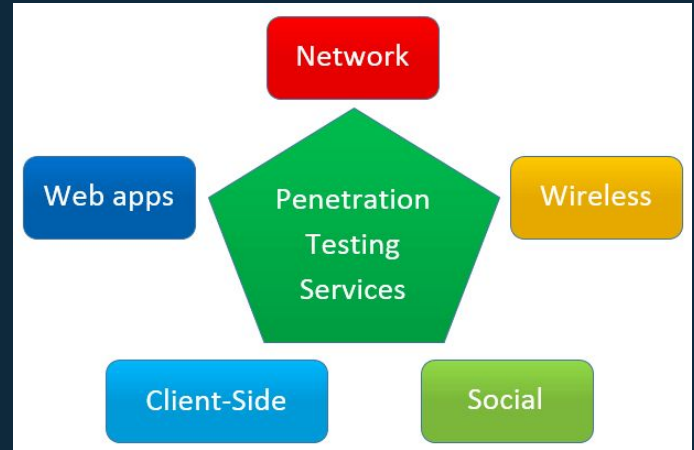 Network
Web apps
Penetration
Testing
Services
Wireless
Client-Side
Social